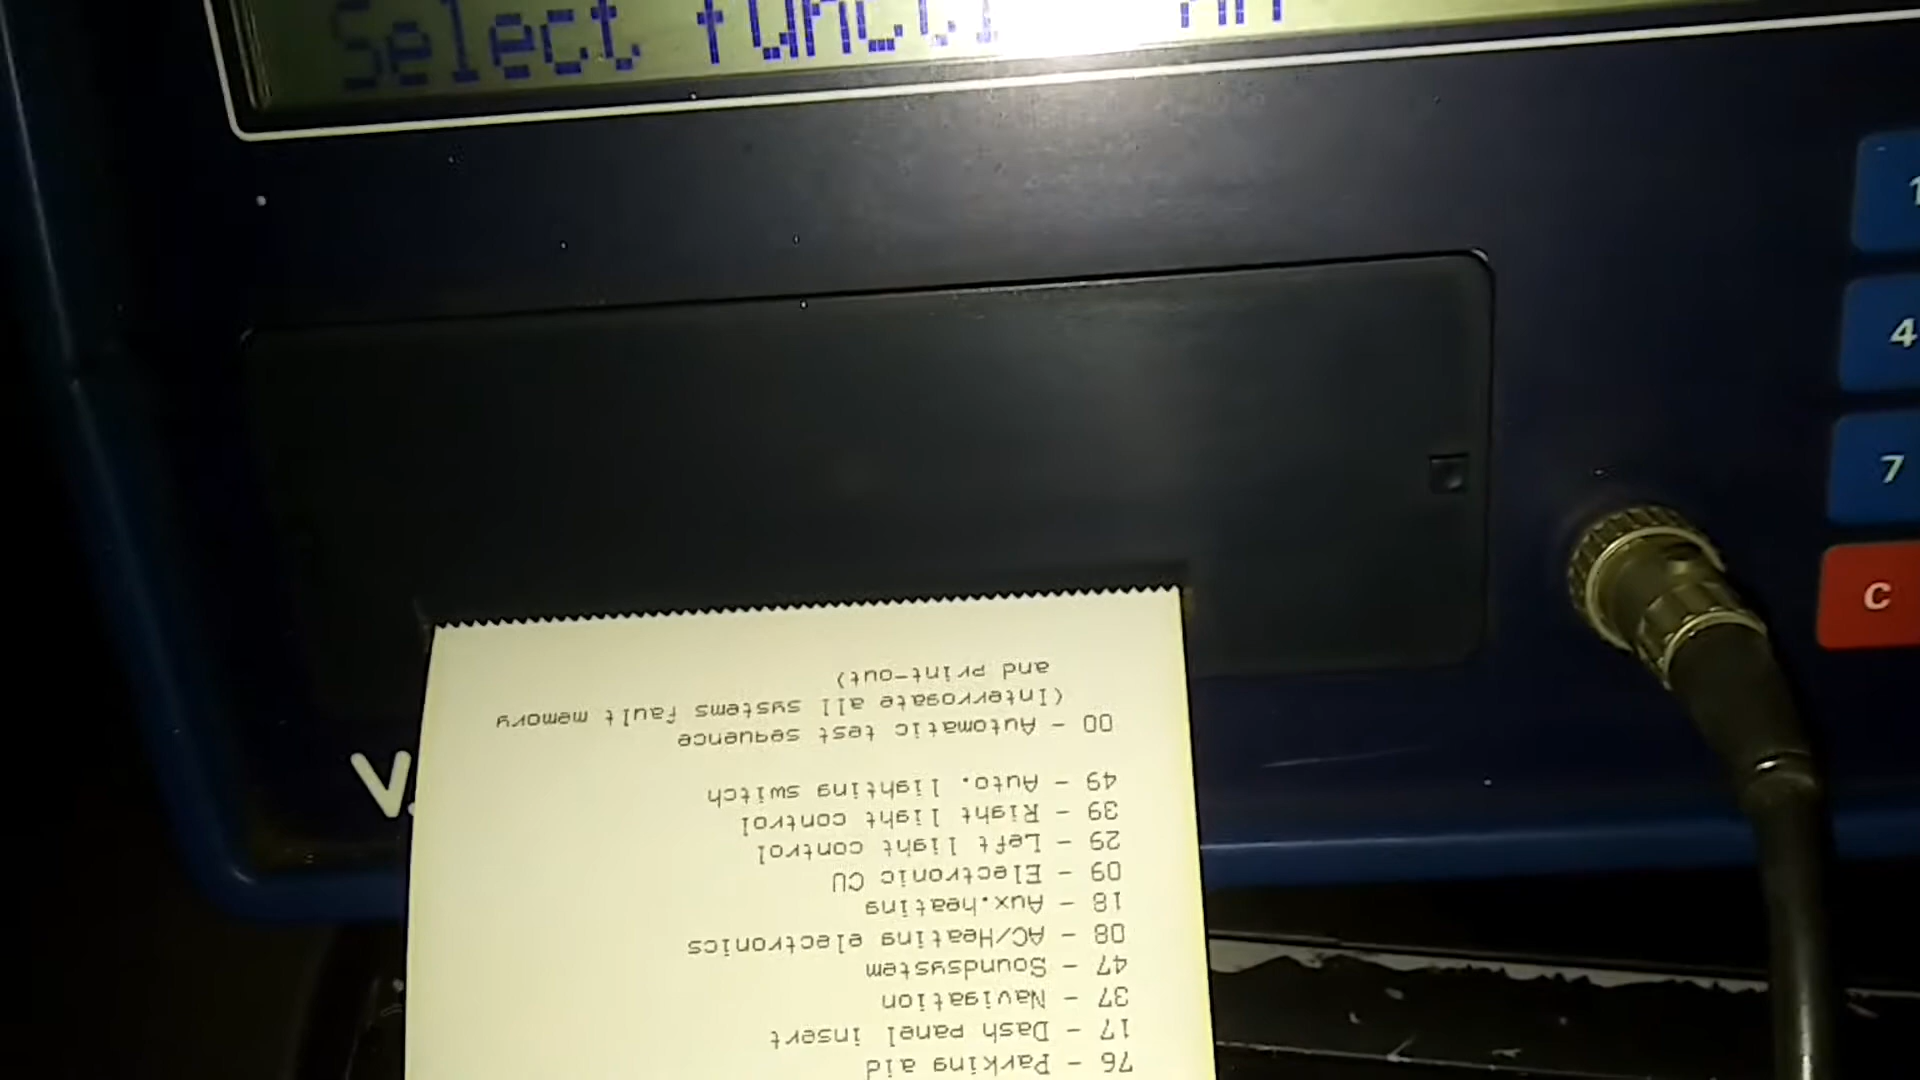 Select
1
4
7
C
V.
76 - Parking aid
17 - Dash panel insert
37 - Navigation
47 - Soundsystem
08 - AC/Heating electronics
18 - Aux.heating
09 - Electronic CU
29 - Left light control
39 - Right light control
49 - Auto. lighting switch
00 - Automatic test sequence
(Interrogate all systems fault memory
and print-out)